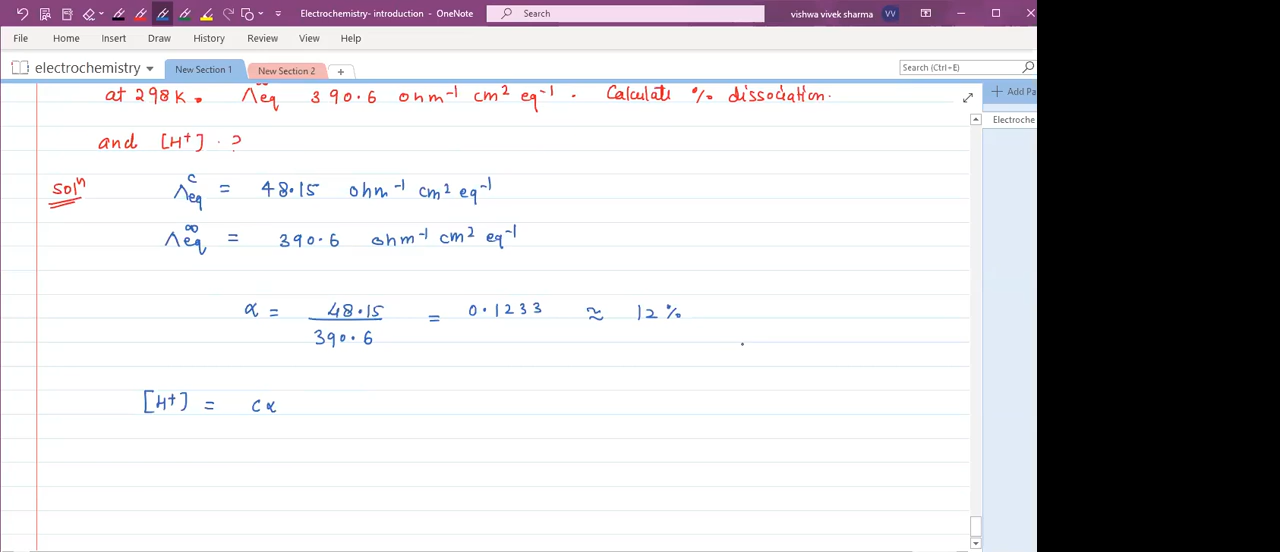 Electrochemistry- introduction - OneNote
Search
vishwa vivek sharma
VV
File Home Insert Draw History Review View Help
electrochemistry
New Section 1
New Section 2
Search (Ctrl+E)
Add Pa
Electroche
at 298K. Λ∞eq 390.6 ohm⁻¹ cm² eq⁻¹. Calculate % dissociation.
and [H⁺] . ?
Solⁿ
Λᶜeq = 48.15 ohm⁻¹ cm² eq⁻¹
Λ∞eq = 390.6 ohm⁻¹ cm² eq⁻¹
α = 48.15 / 390.6 = 0.1233 ≈ 12%
[H⁺] = cα